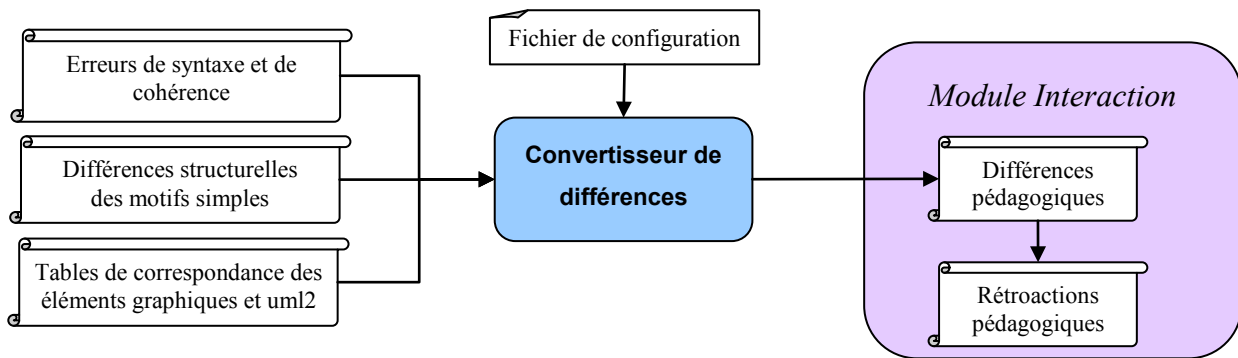 Erreurs de syntaxe et de
cohérence
Différences structurelles
des motifs simples
Tables de correspondance des
éléments graphiques et uml2
Fichier de configuration
Convertisseur de
différences
Module Interaction
Différences
pédagogiques
Rétroactions
pédagogiques